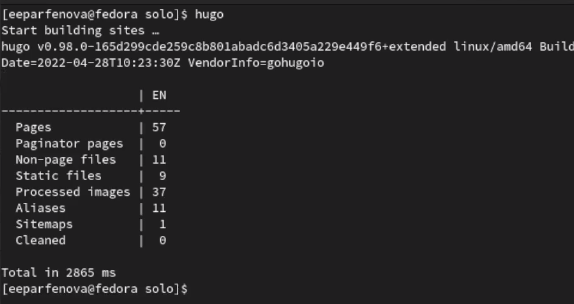 [eeparfenova@fedora solo]$ hugo
Start building sites …
hugo v0.98.0-165d299cde259c8b801abadc6d3405a229e449f6+extended linux/amd64 Build
Date=2022-04-28T10:23:30Z VendorInfo=gohugoio
| EN
-------------------+-----
Pages | 57
Paginator pages | 0
Non-page files | 11
Static files | 9
Processed images | 37
Aliases | 11
Sitemaps | 1
Cleaned | 0
Total in 2865 ms
[eeparfenova@fedora solo]$